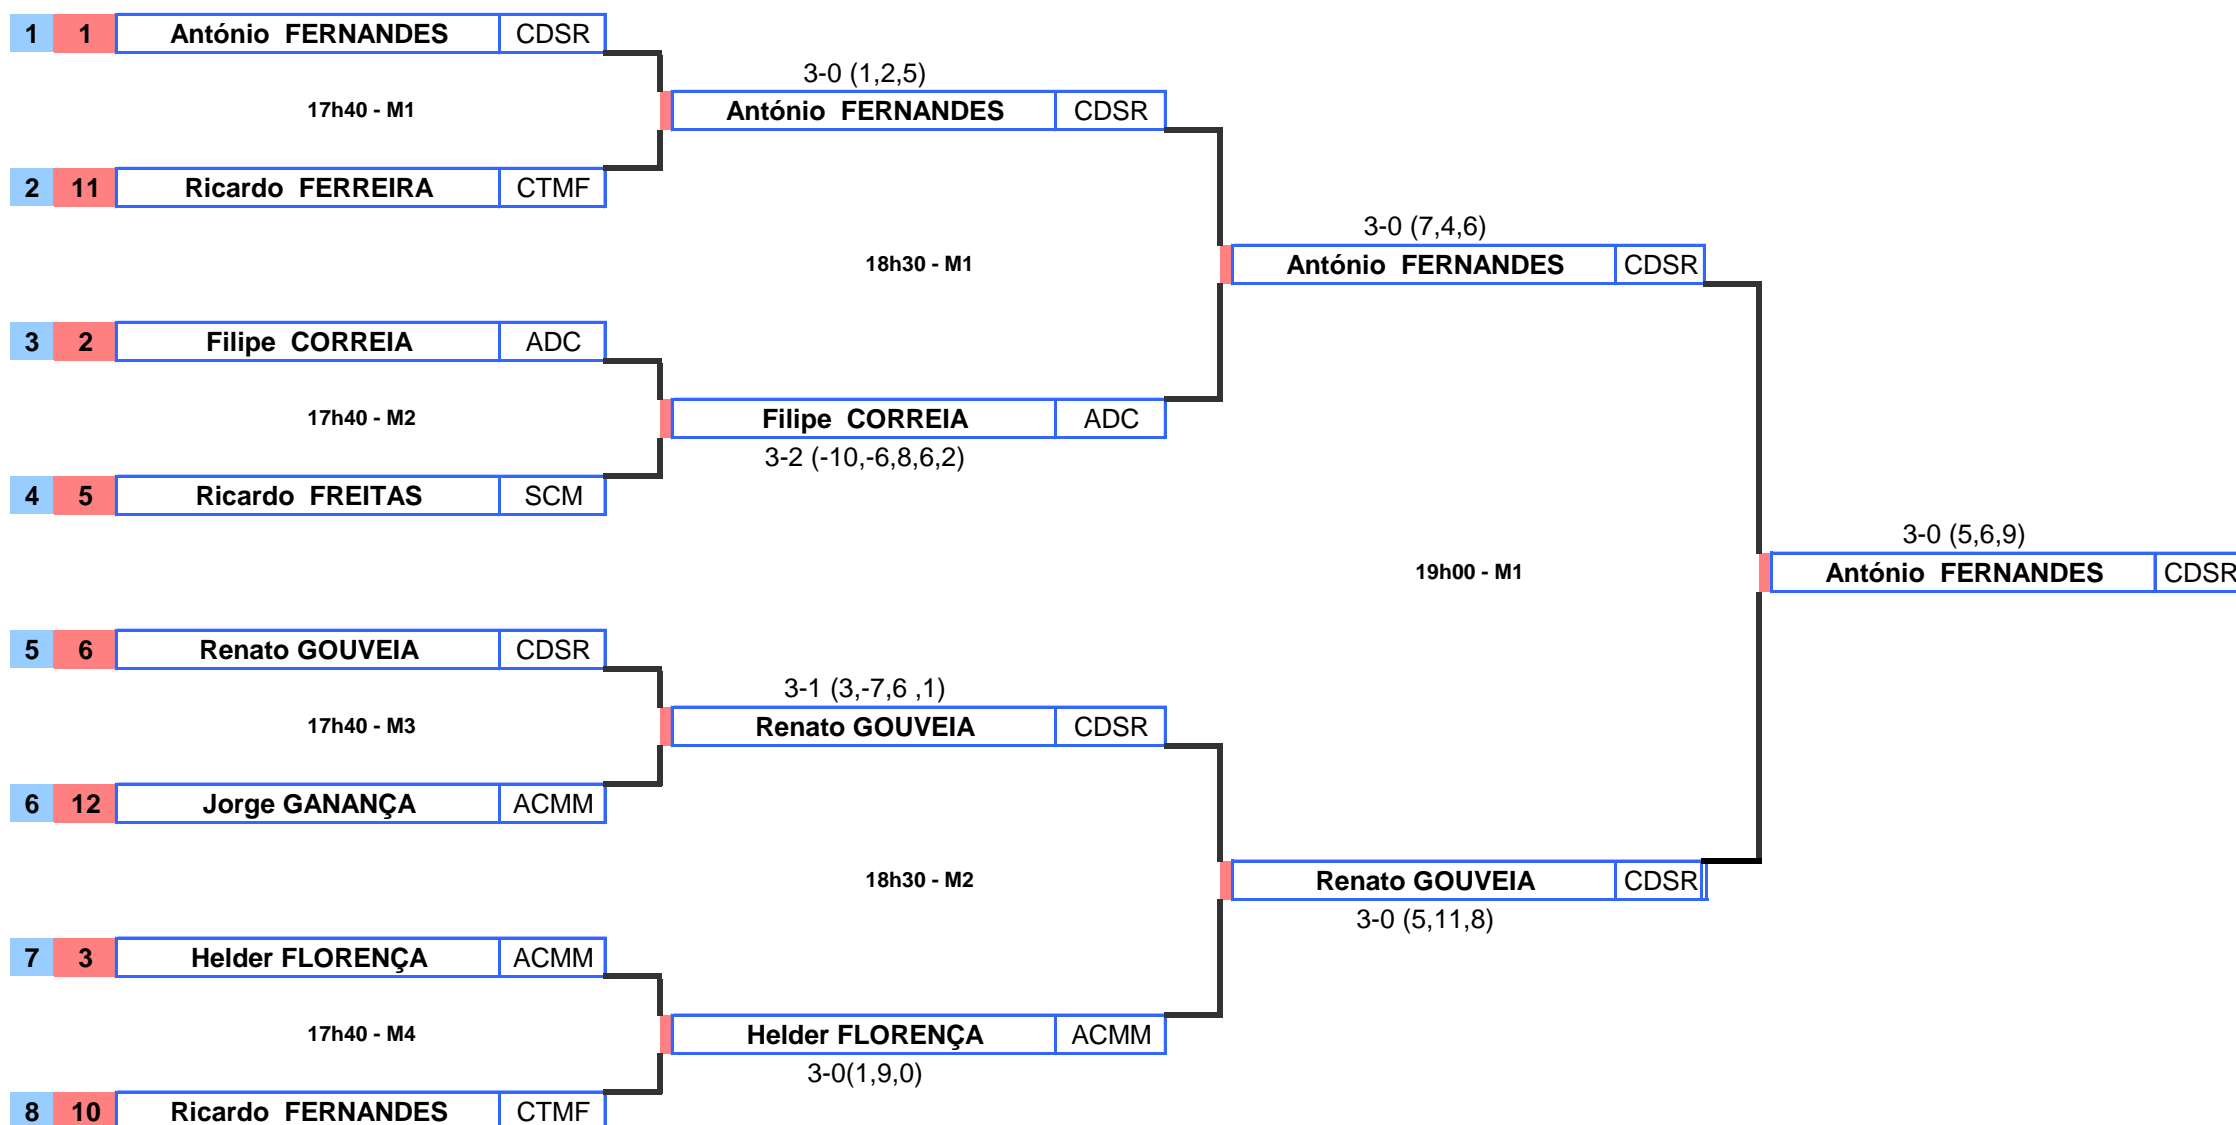 1 1 António FERNANDES CDSR
3-0 (1,2,5)
17h40 - M1 António FERNANDES CDSR
2 11 Ricardo FERREIRA CTMF
3-0 (7,4,6)
18h30 - M1 António FERNANDES CDSR
3 2 Filipe CORREIA ADC
17h40 - M2 Filipe CORREIA ADC
3-2 (-10,-6,8,6,2)
4 5 Ricardo FREITAS SCM
3-0 (5,6,9)
19h00 - M1 António FERNANDES CDSR
5 6 Renato GOUVEIA CDSR
3-1 (3,-7,6 ,1)
17h40 - M3 Renato GOUVEIA CDSR
6 12 Jorge GANANÇA ACMM
18h30 - M2 Renato GOUVEIA CDSR
3-0 (5,11,8)
7 3 Helder FLORENÇA ACMM
17h40 - M4 Helder FLORENÇA ACMM
3-0(1,9,0)
8 10 Ricardo FERNANDES CTMF